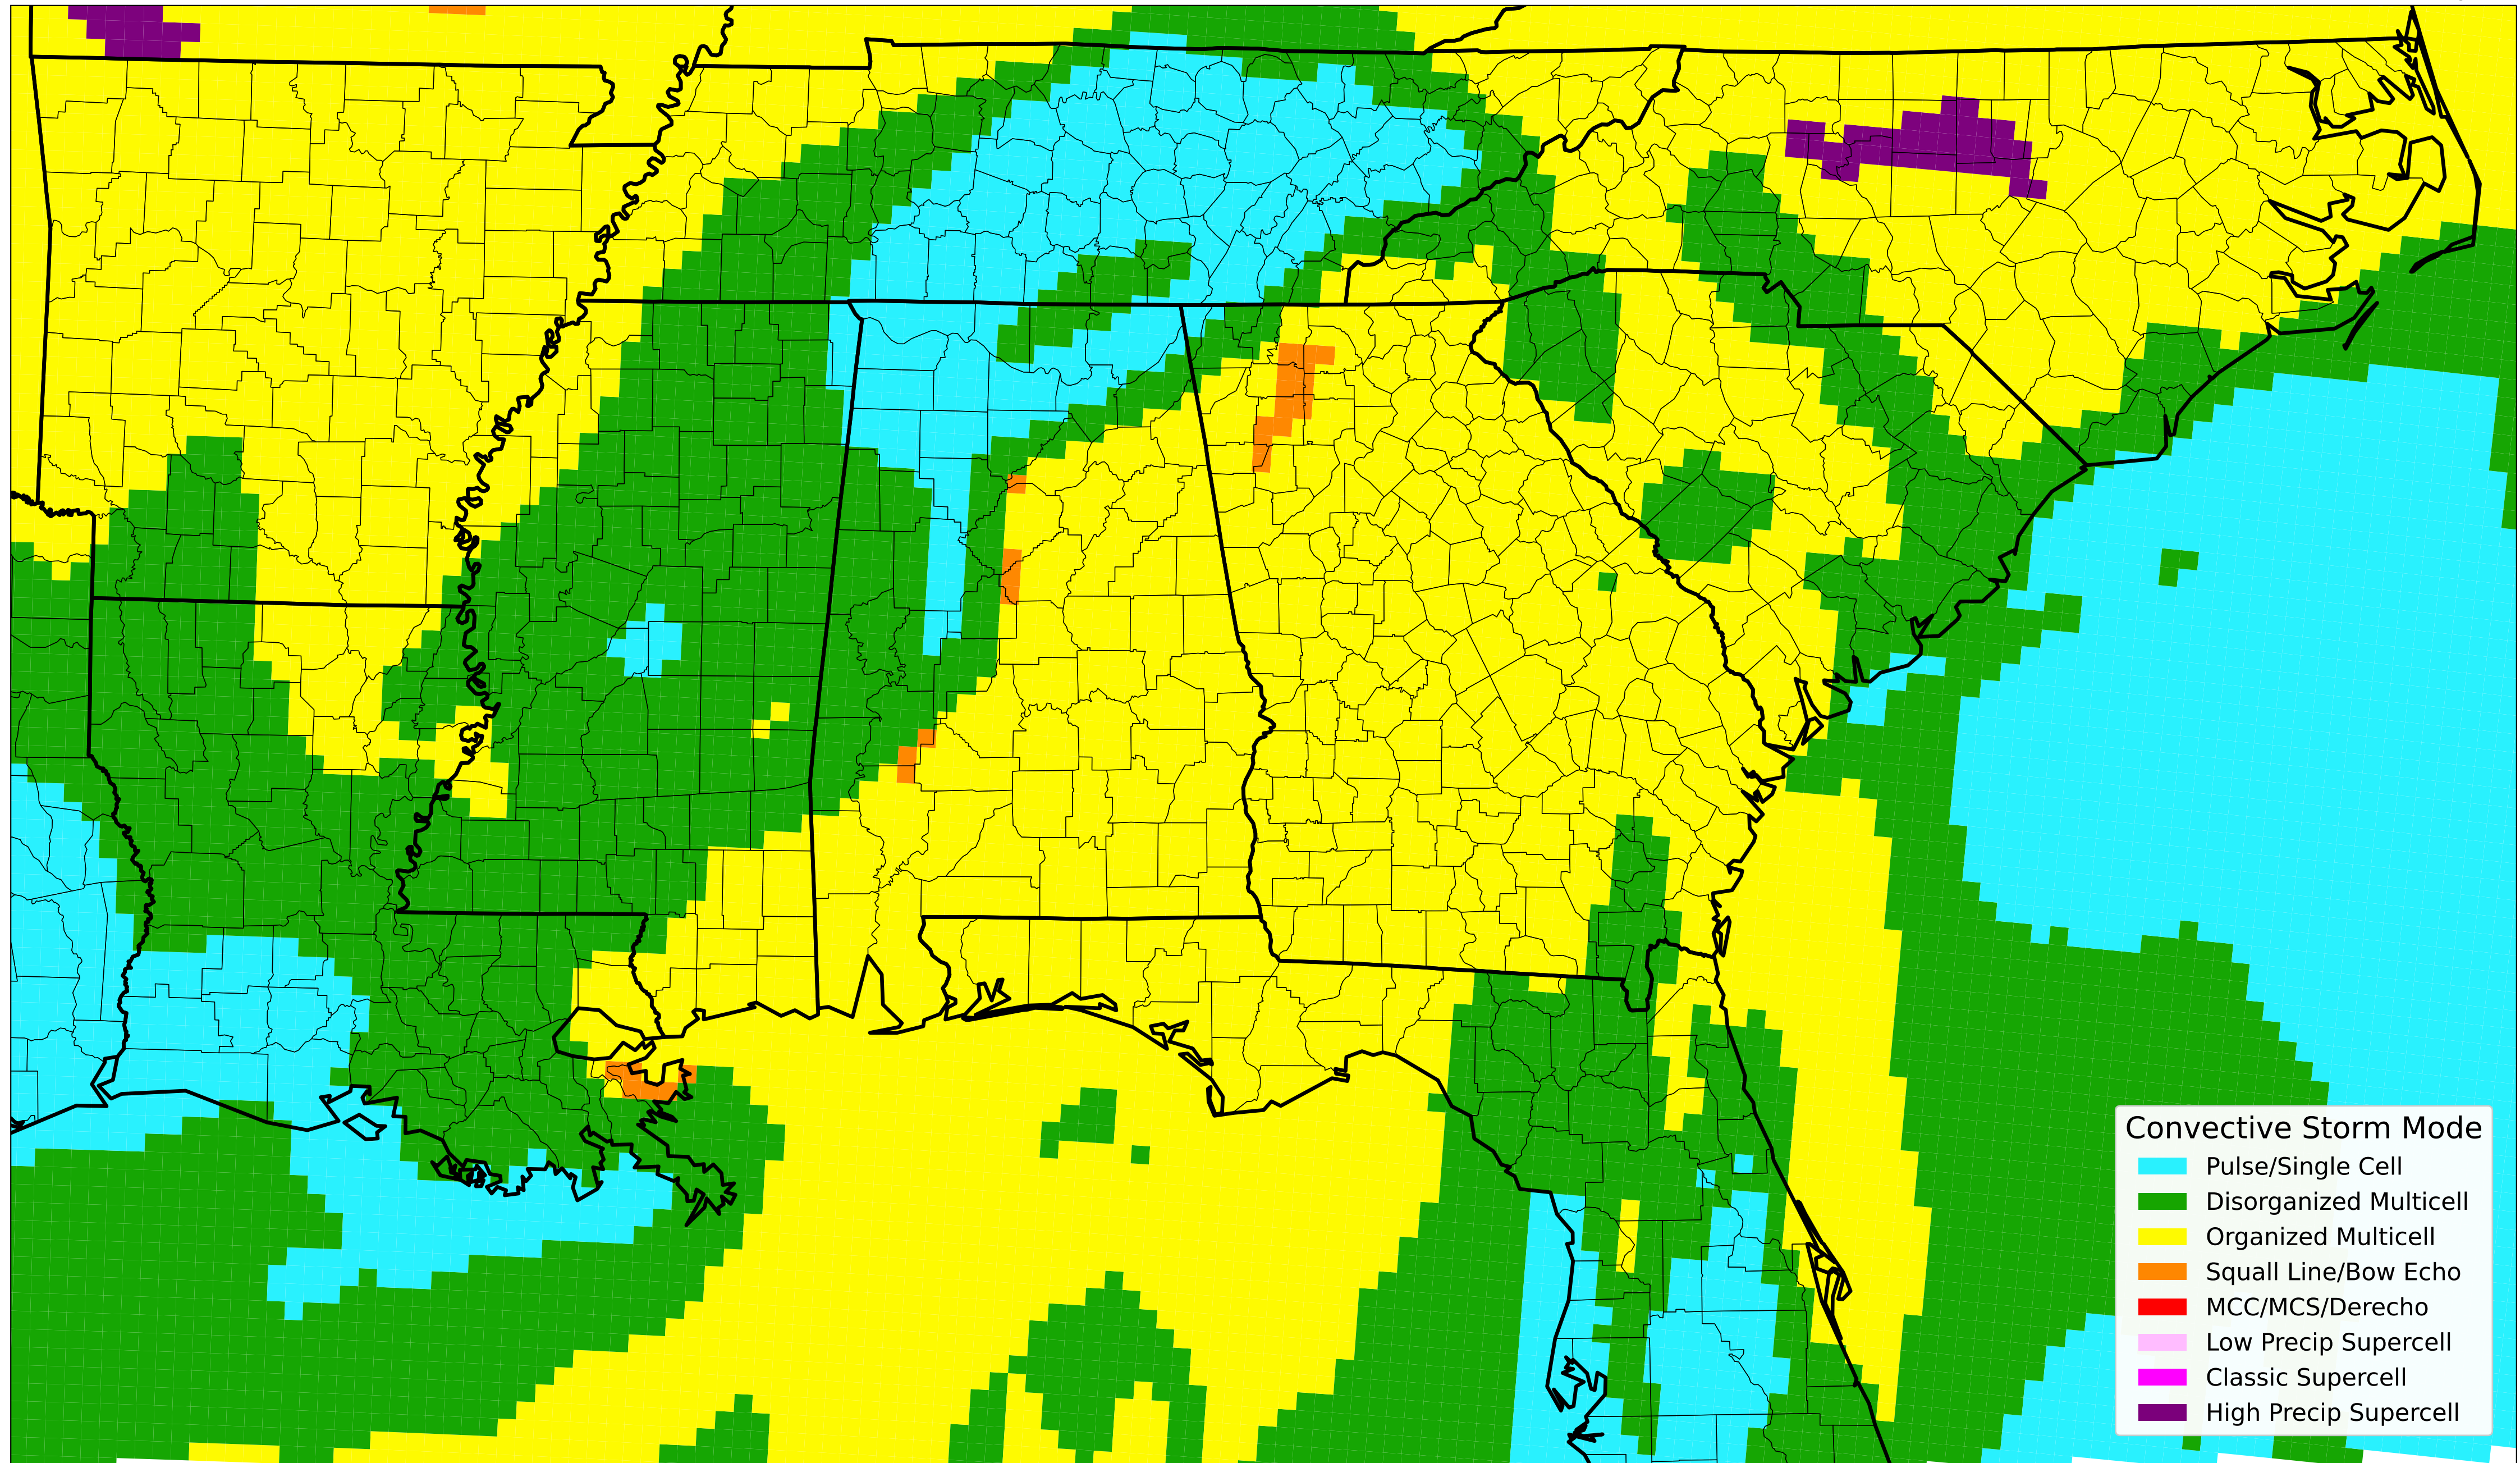 Convective Storm Mode
Pulse/Single Cell
Disorganized Multicell
Organized Multicell
Squall Line/Bow Echo
MCC/MCS/Derecho
Low Precip Supercell
Classic Supercell
High Precip Supercell